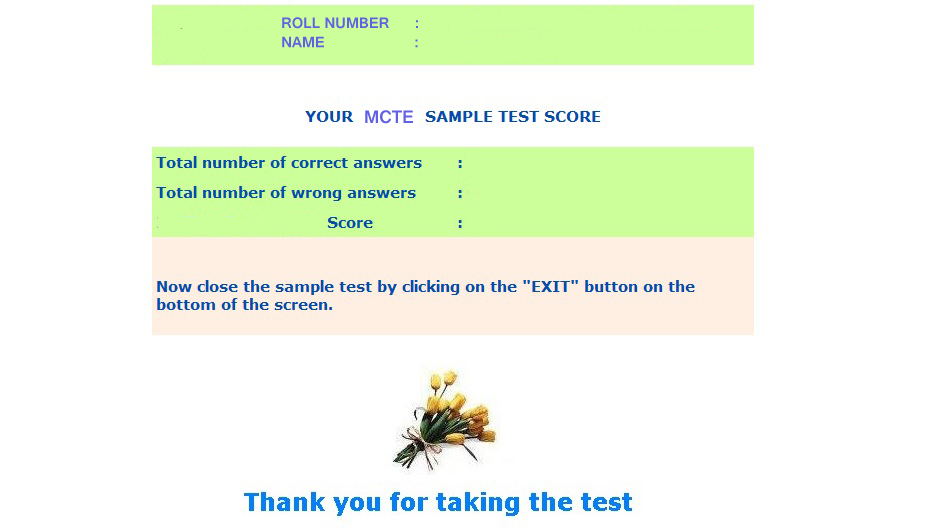 ROLL NUMBER :
NAME :
YOUR MCTE SAMPLE TEST SCORE
Total number of correct answers :
Total number of wrong answers :
Score :
Now close the sample test by clicking on the "EXIT" button on the
bottom of the screen.
Thank you for taking the test